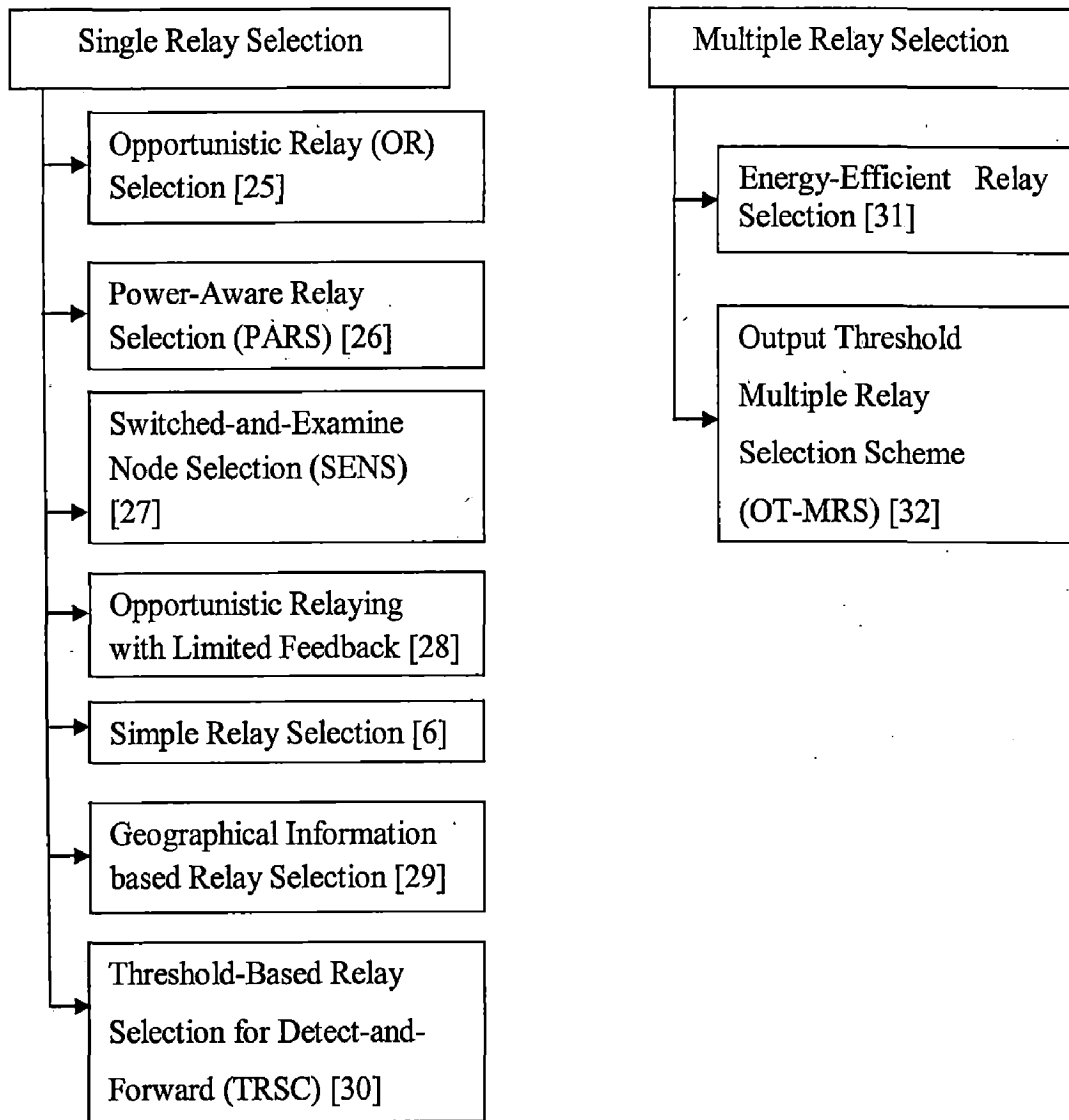 Single Relay Selection
Opportunistic Relay (OR)
Selection [25]
Power-Aware Relay
Selection (PARS) [26]
Switched-and-Examine
Node Selection (SENS)
[27]
Opportunistic Relaying
with Limited Feedback [28]
Simple Relay Selection [6]
Geographical Information
based Relay Selection [29]
Threshold-Based Relay
Selection for Detect-and-
Forward (TRSC) [30]
Multiple Relay Selection
Energy-Efficient Relay
Selection [31]
Output Threshold
Multiple Relay
Selection Scheme
(OT-MRS) [32]